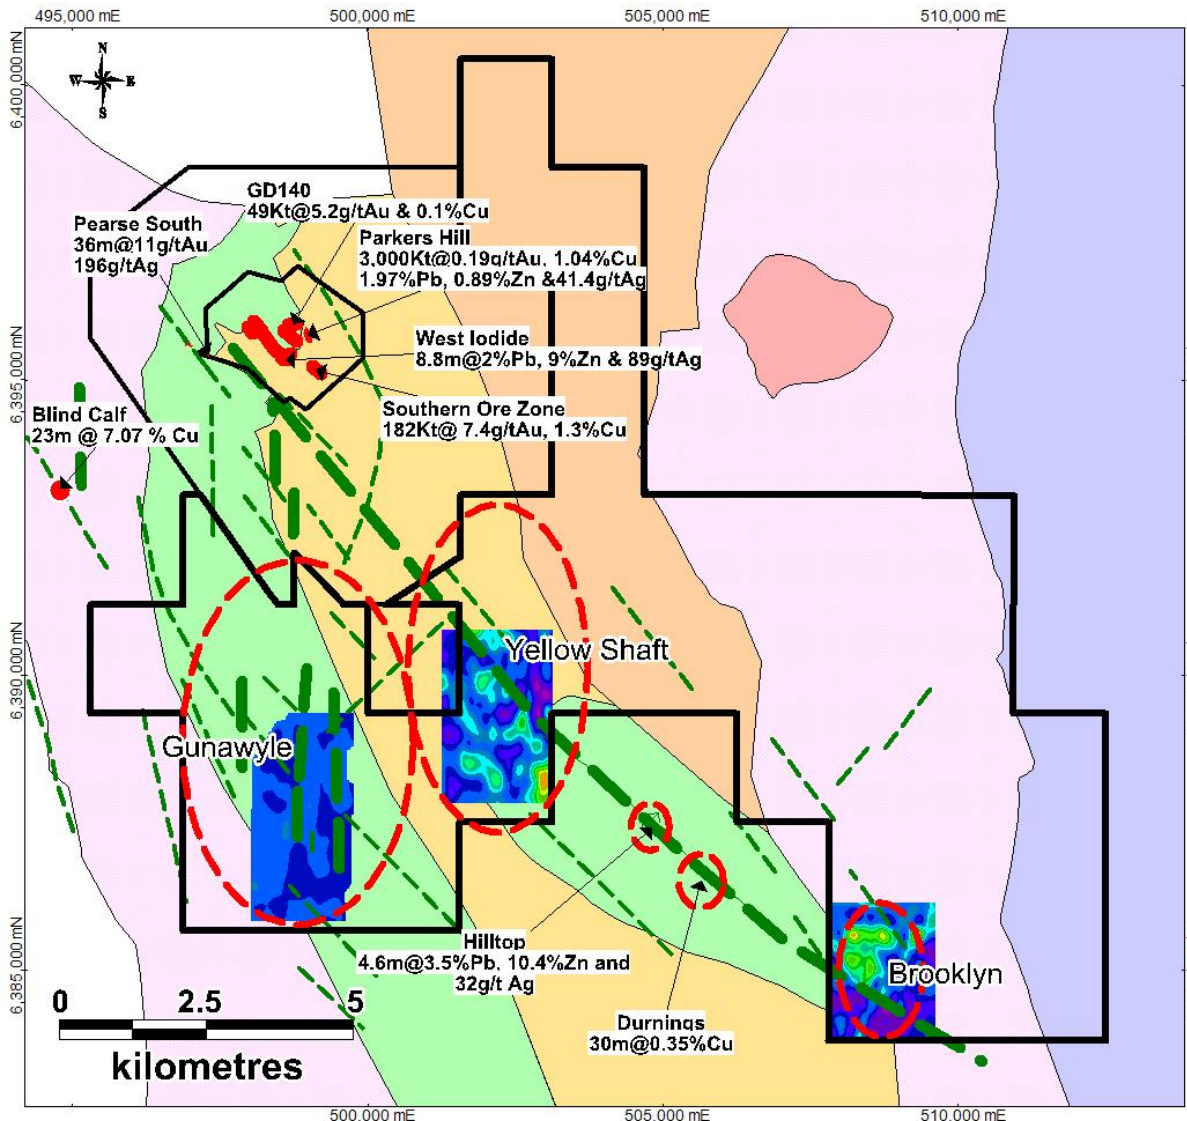 495,000 mE
500,000 mE
505,000 mE
510,000 mE
6,400,000 mN
6,395,000 mN
6,390,000 mN
6,385,000 mN
N
W
E
S
GD140
49Kt@5.2g/tAu & 0.1%Cu
Pearse South
36m@11g/tAu
196g/tAg
Parkers Hill
3,000Kt@0.19g/tAu, 1.04%Cu
1.97%Pb, 0.89%Zn &41.4g/tAg
West Iodide
8.8m@2%Pb, 9%Zn & 89g/tAg
Southern Ore Zone
182Kt@ 7.4g/tAu, 1.3%Cu
Blind Calf
23m @ 7.07 % Cu
Yellow Shaft
Gunawyle
Hilltop
4.6m@3.5%Pb, 10.4%Zn and
32g/t Ag
Brooklyn
Durnings
30m@0.35%Cu
0
2.5
5
kilometres
500,000 mE
505,000 mE
510,000 mE